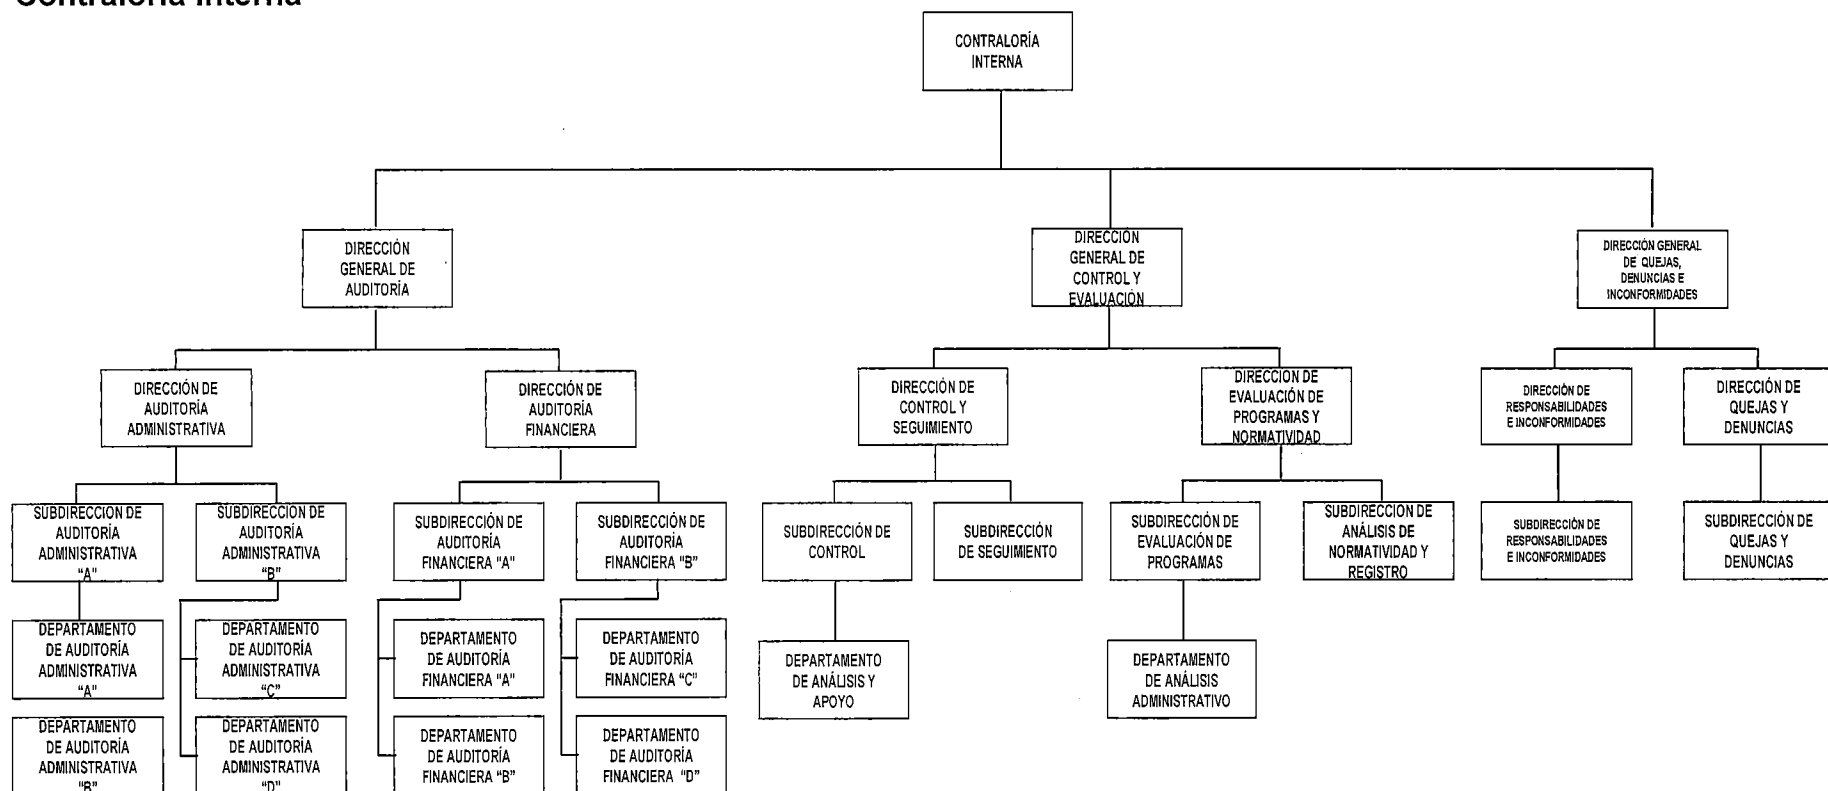 Contraloría Interna
CONTRALORÍA
INTERNA
DIRECCIÓN
GENERAL DE
AUDITORÍA
DIRECCIÓN
GENERAL DE
CONTROL Y
EVALUACIÓN
DIRECCIÓN GENERAL
DE QUEJAS,
DENUNCIAS E
INCONFORMIDADES
DIRECCIÓN DE
AUDITORÍA
ADMINISTRATIVA
DIRECCIÓN DE
AUDITORÍA
FINANCIERA
DIRECCIÓN DE
CONTROL Y
SEGUIMIENTO
DIRECCION DE
EVALUACIÓN DE
PROGRAMAS Y
NORMATIVIDAD
DIRECCIÓN DE
RESPONSABILIDADES
E INCONFORMIDADES
DIRECCIÓN DE
QUEJAS Y
DENUNCIAS
SUBDIRECCION DE
AUDITORÍA
ADMINISTRATIVA
"A"
SUBDIRECCION DE
AUDITORÍA
ADMINISTRATIVA
"B"
SUBDIRECCIÓN DE
AUDITORÍA
FINANCIERA "A"
SUBDIRECCIÓN DE
AUDITORÍA
FINANCIERA "B"
SUBDIRECCIÓN DE
CONTROL
SUBDIRECCIÓN
DE SEGUIMIENTO
SUBDIRECCIÓN DE
EVALUACIÓN DE
PROGRAMAS
SUBDIRECCION DE
ANÁLISIS DE
NORMATIVIDAD Y
REGISTRO
SUBDIRECCIÓN DE
RESPONSABILIDADES
E INCONFORMIDADES
SUBDIRECCIÓN DE
QUEJAS Y
DENUNCIAS
DEPARTAMENTO
DE AUDITORÍA
ADMINISTRATIVA
"A"
DEPARTAMENTO
DE AUDITORÍA
ADMINISTRATIVA
"C"
DEPARTAMENTO
DE AUDITORÍA
FINANCIERA "A"
DEPARTAMENTO
DE AUDITORÍA
FINANCIERA "C"
DEPARTAMENTO
DE ANÁLISIS Y
APOYO
DEPARTAMENTO
DE ANÁLISIS
ADMINISTRATIVO
DEPARTAMENTO
DE AUDITORÍA
ADMINISTRATIVA
"B"
DEPARTAMENTO
DE AUDITORÍA
ADMINISTRATIVA
"D"
DEPARTAMENTO
DE AUDITORÍA
FINANCIERA "B"
DEPARTAMENTO
DE AUDITORÍA
FINANCIERA "D"